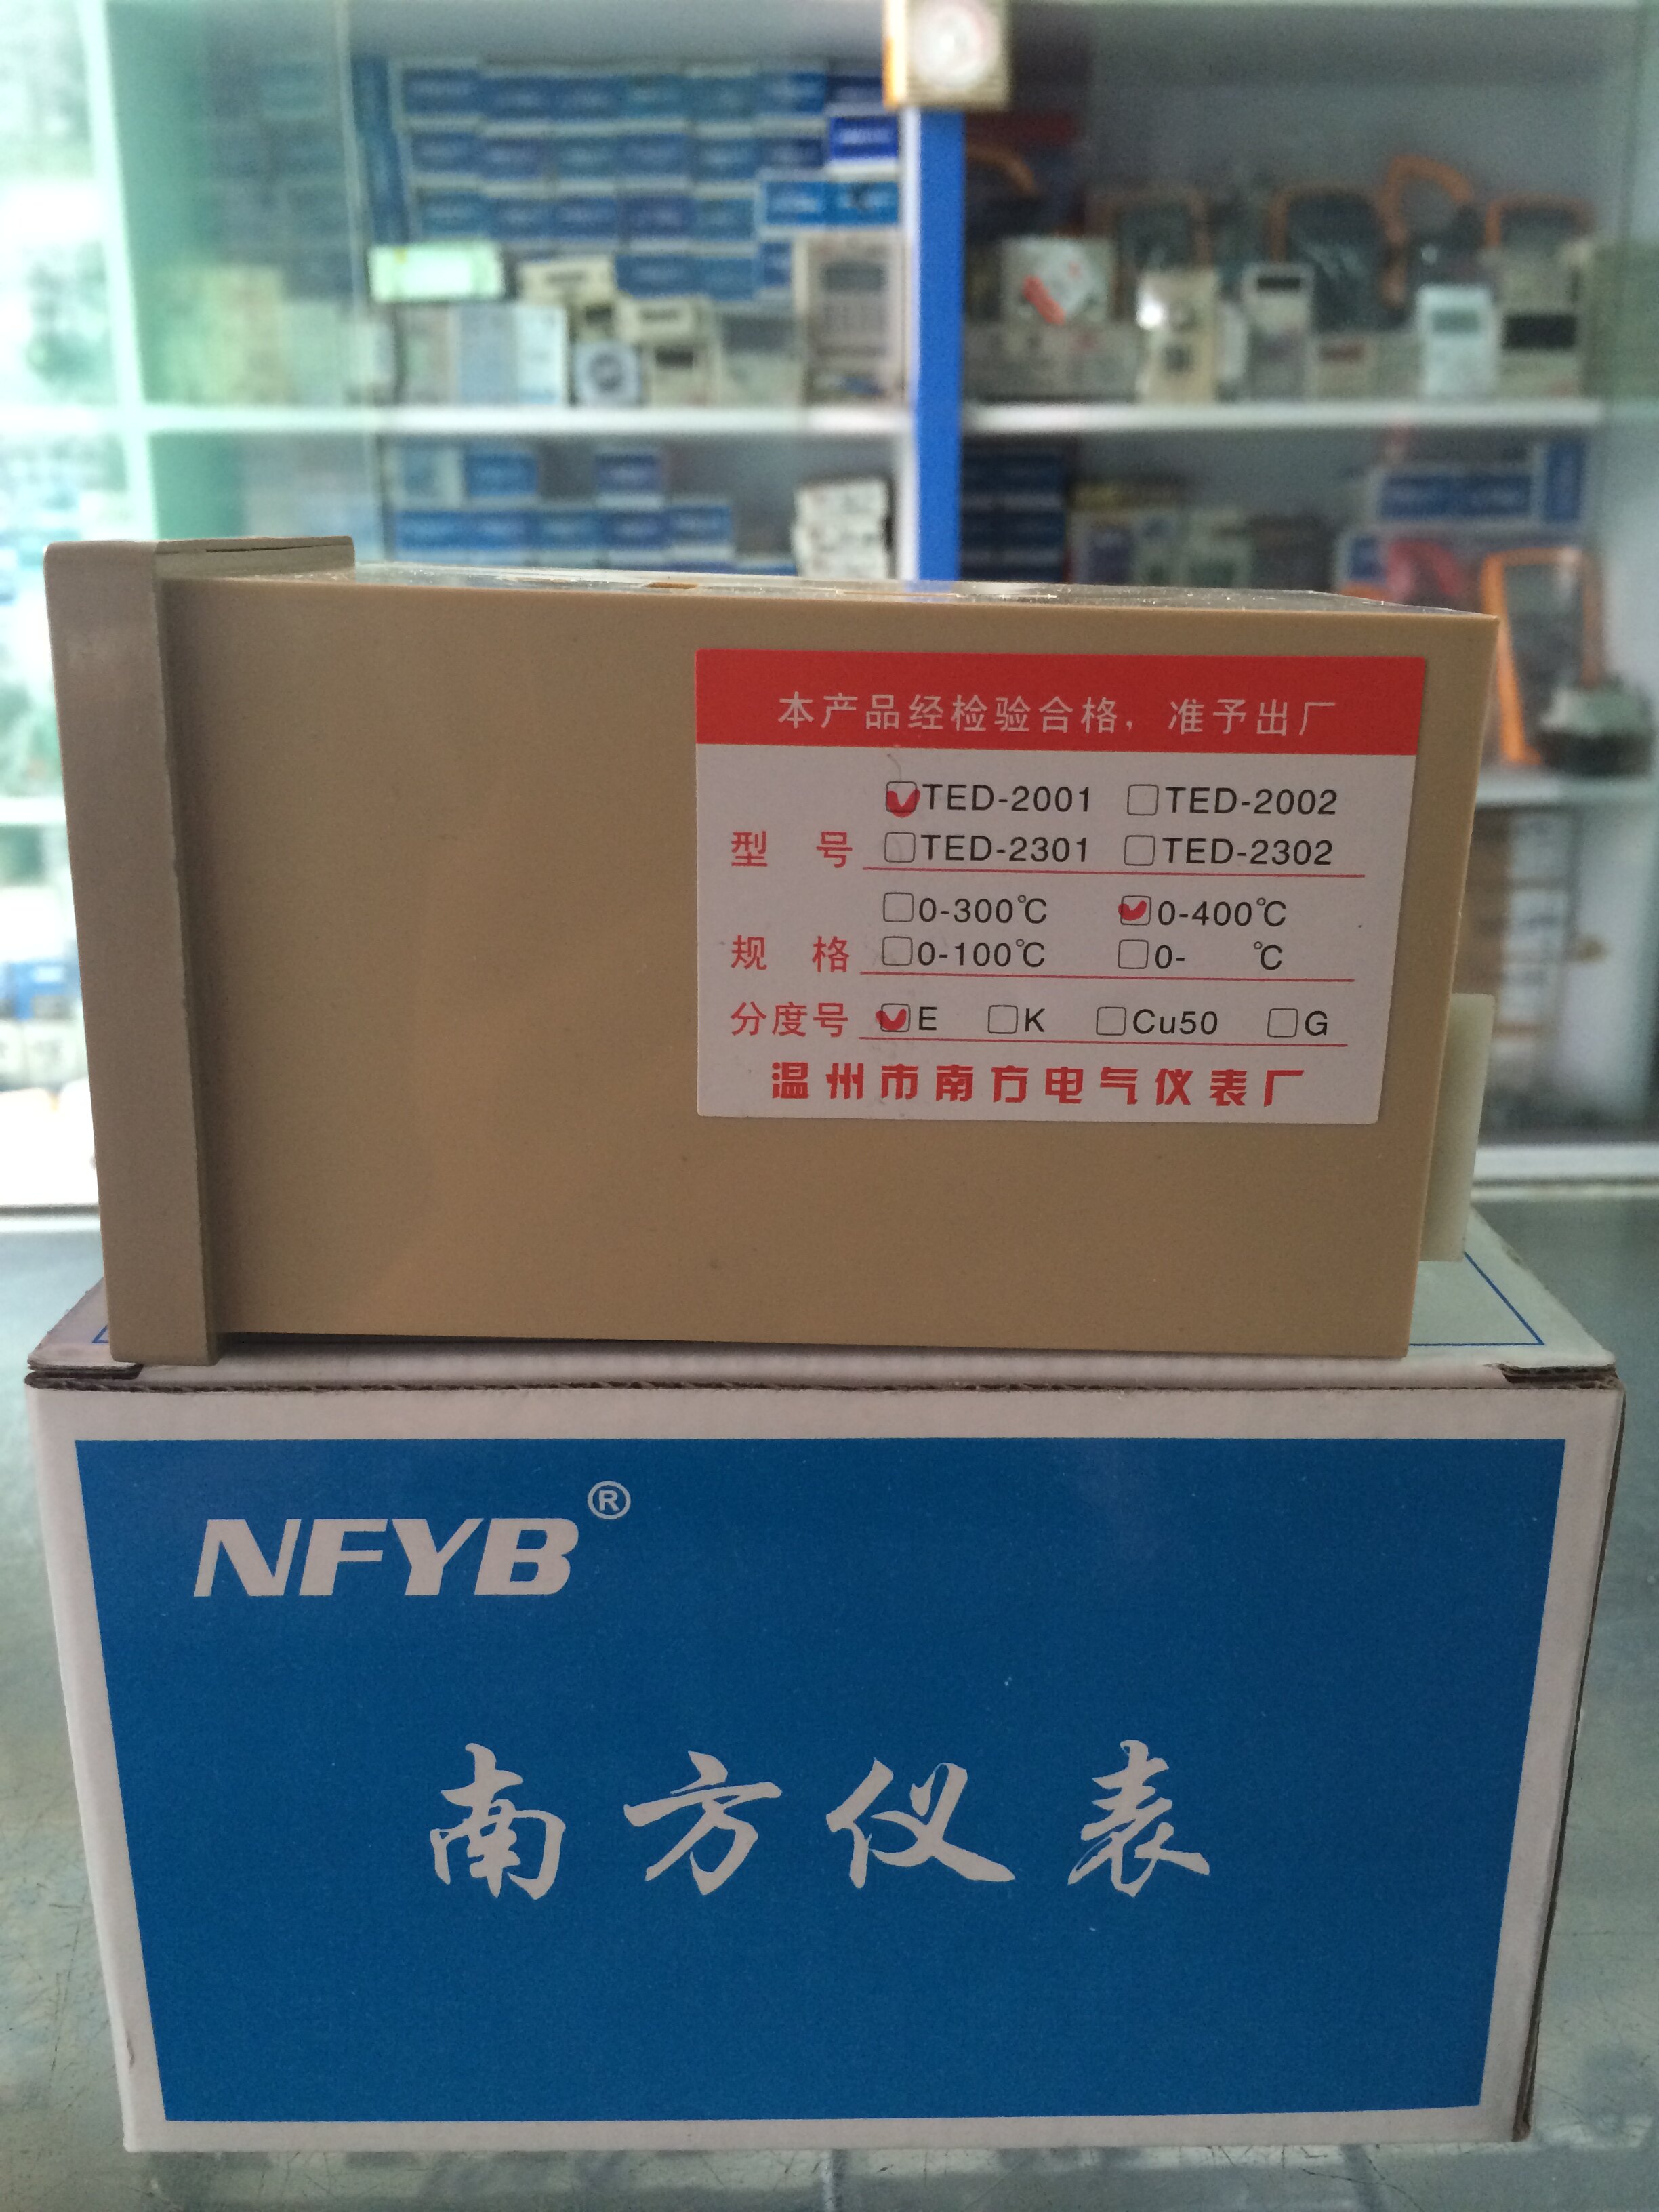 本产品经检验合格，准予出厂
TED-2001 TED-2002
型 号 TED-2301 TED-2302
0-300℃ 0-400℃
规 格 0-100℃ 0- ℃
分度号 E K Cu50 G
温州市南方电气仪表厂
NFYB®
南方仪表